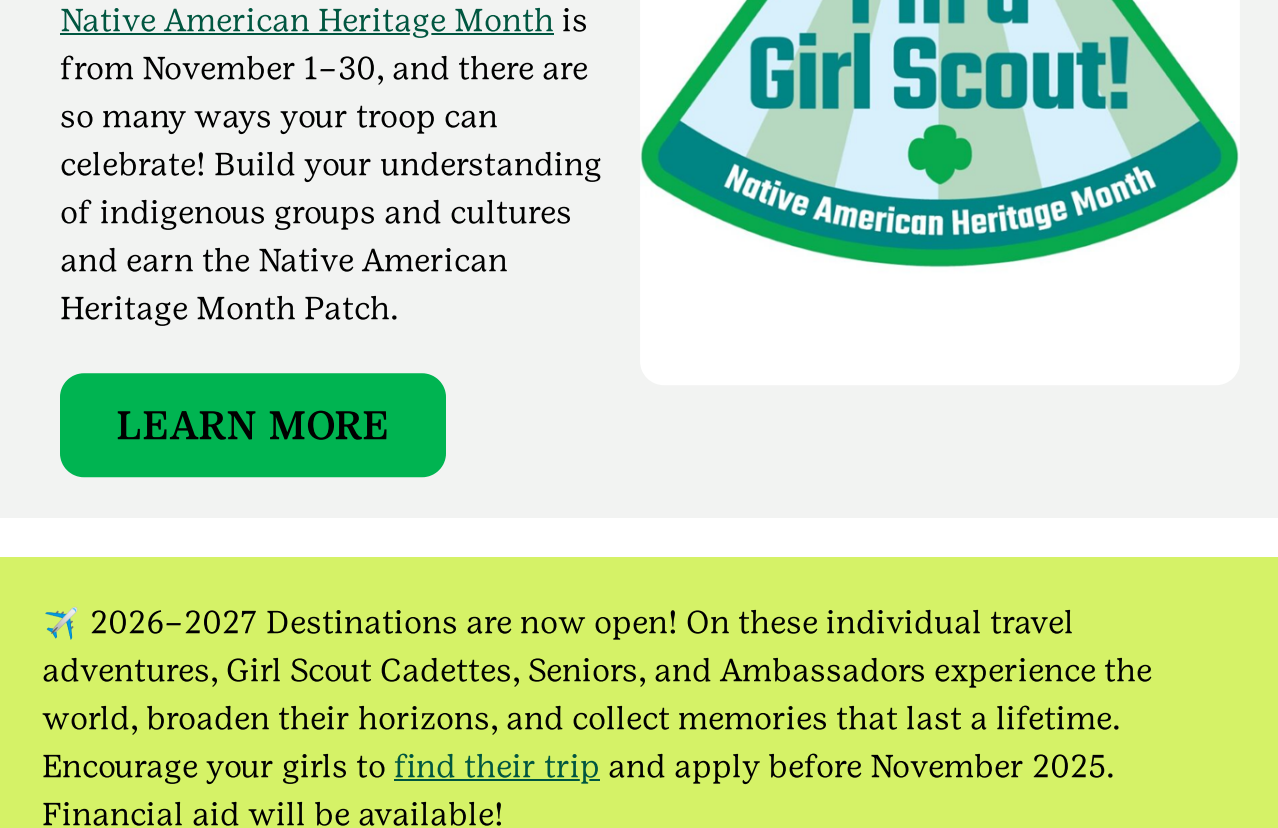 Native American Heritage Month is
from November 1–30, and there are
so many ways your troop can
celebrate! Build your understanding
of indigenous groups and cultures
and earn the Native American
Heritage Month Patch.
LEARN MORE
Girl Scout!
Native American Heritage Month
✈️ 2026–2027 Destinations are now open! On these individual travel
adventures, Girl Scout Cadettes, Seniors, and Ambassadors experience the
world, broaden their horizons, and collect memories that last a lifetime.
Encourage your girls to find their trip and apply before November 2025.
Financial aid will be available!